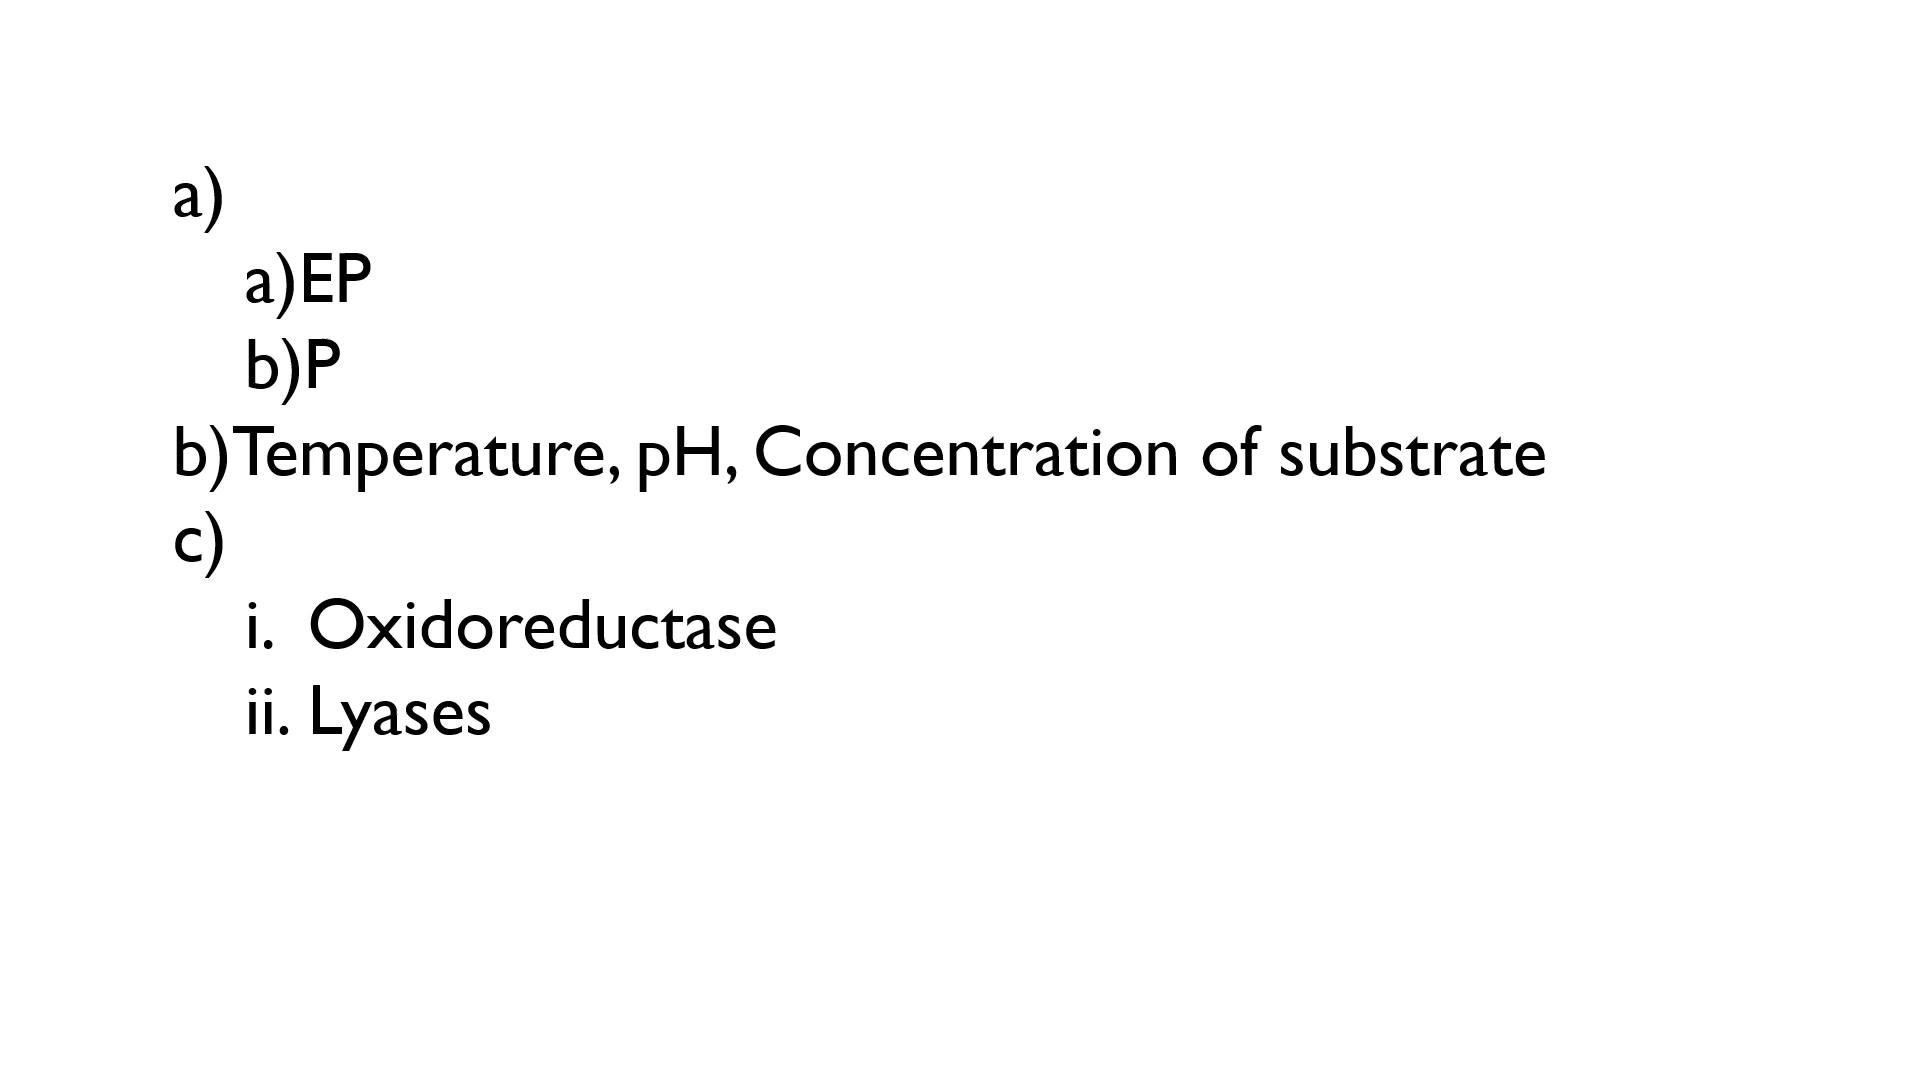 a)
a)EP
b)P
b)Temperature, pH, Concentration of substrate
c)
i. Oxidoreductase
ii. Lyases